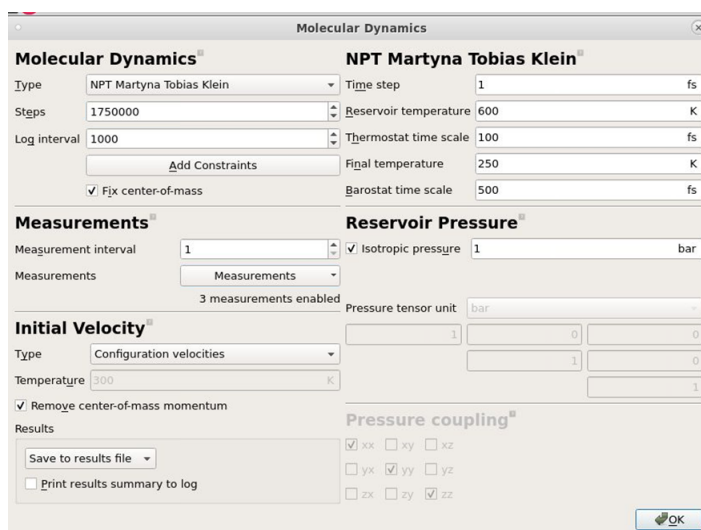 Molecular Dynamics
Molecular Dynamics
Type NPT Martyna Tobias Klein
Steps 1750000
Log interval 1000
Add Constraints
Fix center-of-mass
Measurements
Measurement interval 1
Measurements Measurements
3 measurements enabled
Initial Velocity
Type Configuration velocities
Temperature 300 K
Remove center-of-mass momentum
Results
Save to results file
Print results summary to log
NPT Martyna Tobias Klein
Time step 1 fs
Reservoir temperature 600 K
Thermostat time scale 100 fs
Final temperature 250 K
Barostat time scale 500 fs
Reservoir Pressure
Isotropic pressure 1 bar
Pressure tensor unit bar
1 0 0
1 0
1
Pressure coupling
xx xy xz
yx yy yz
zx zy zz
OK